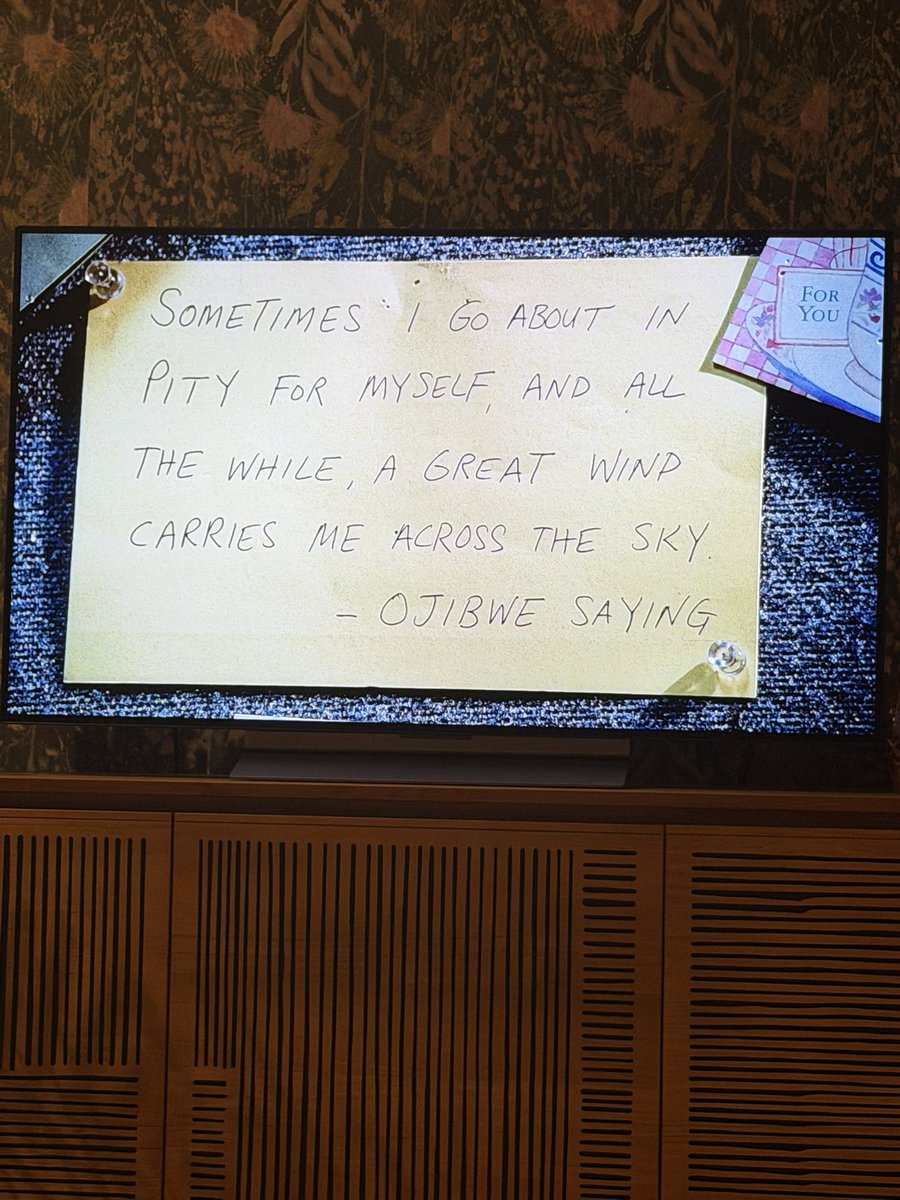 SOMETIMES I GO ABOUT IN
PITY FOR MYSELF, AND ALL
THE WHILE, A GREAT WIND
CARRIES ME ACROSS THE SKY.
- OJIBWE SAYING
FOR
YOU